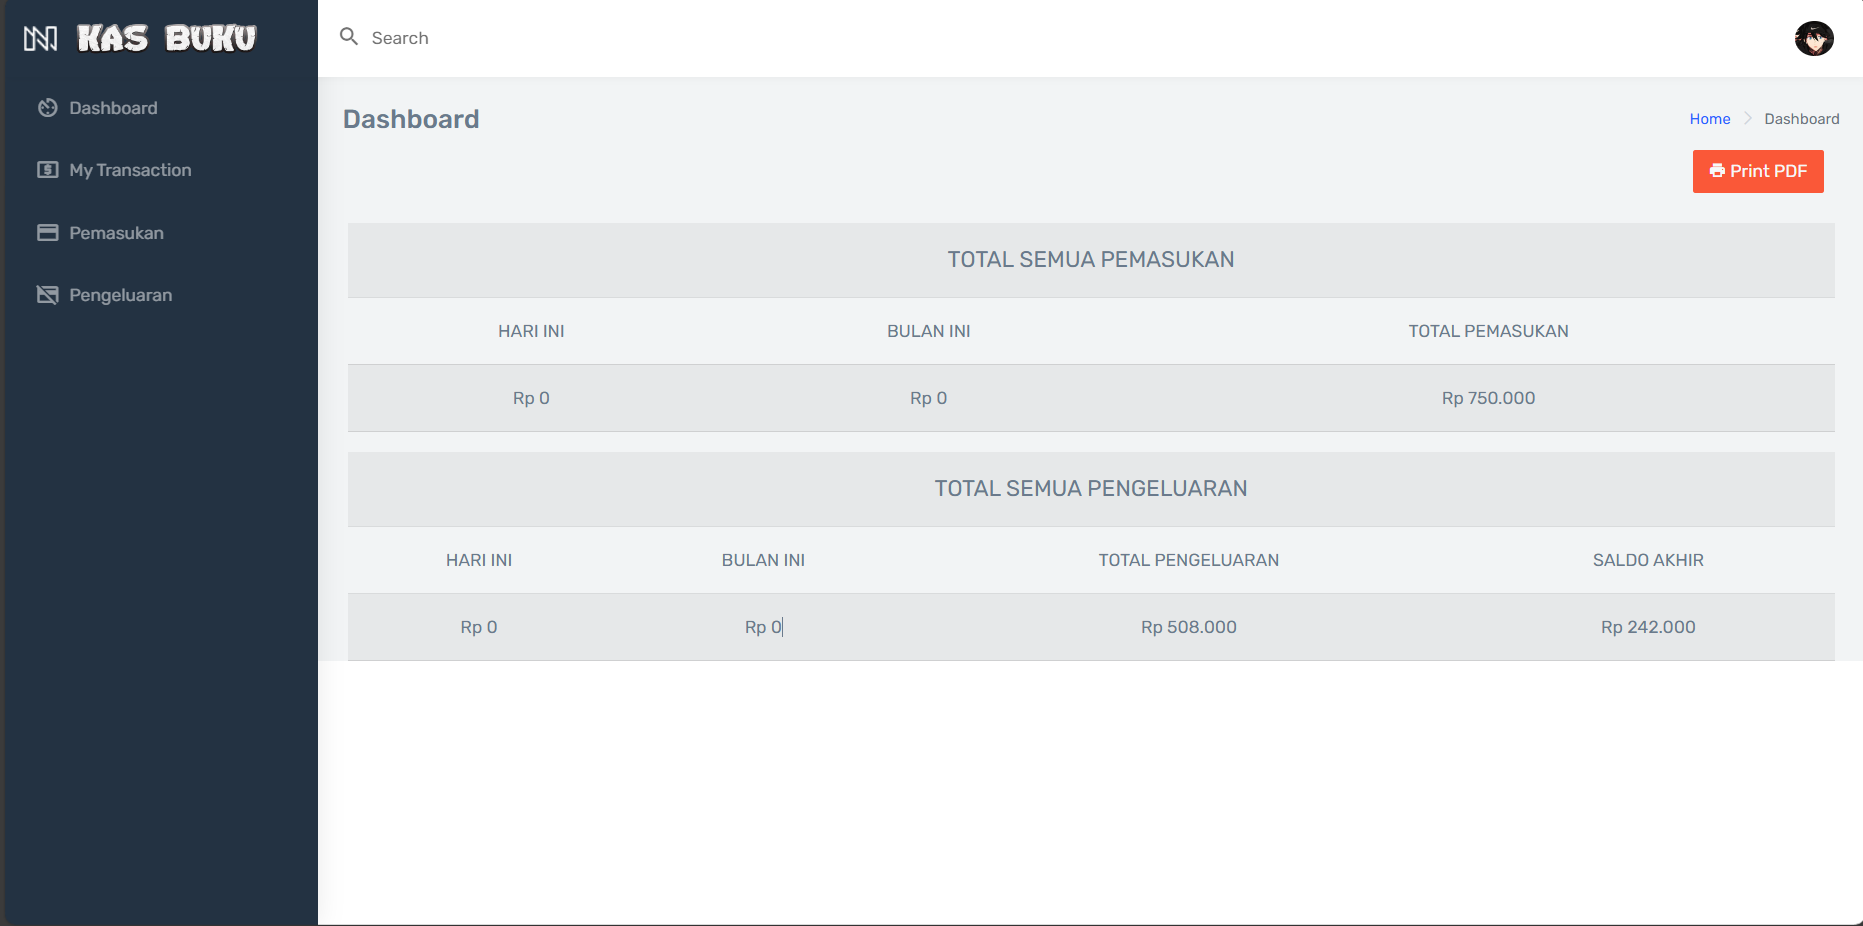 KAS BUKU
Search
Dashboard
My Transaction
Pemasukan
Pengeluaran
Dashboard
Home Dashboard
Print PDF
TOTAL SEMUA PEMASUKAN
HARI INI BULAN INI TOTAL PEMASUKAN
Rp 0 Rp 0 Rp 750.000
TOTAL SEMUA PENGELUARAN
HARI INI BULAN INI TOTAL PENGELUARAN SALDO AKHIR
Rp 0 Rp 0 Rp 508.000 Rp 242.000